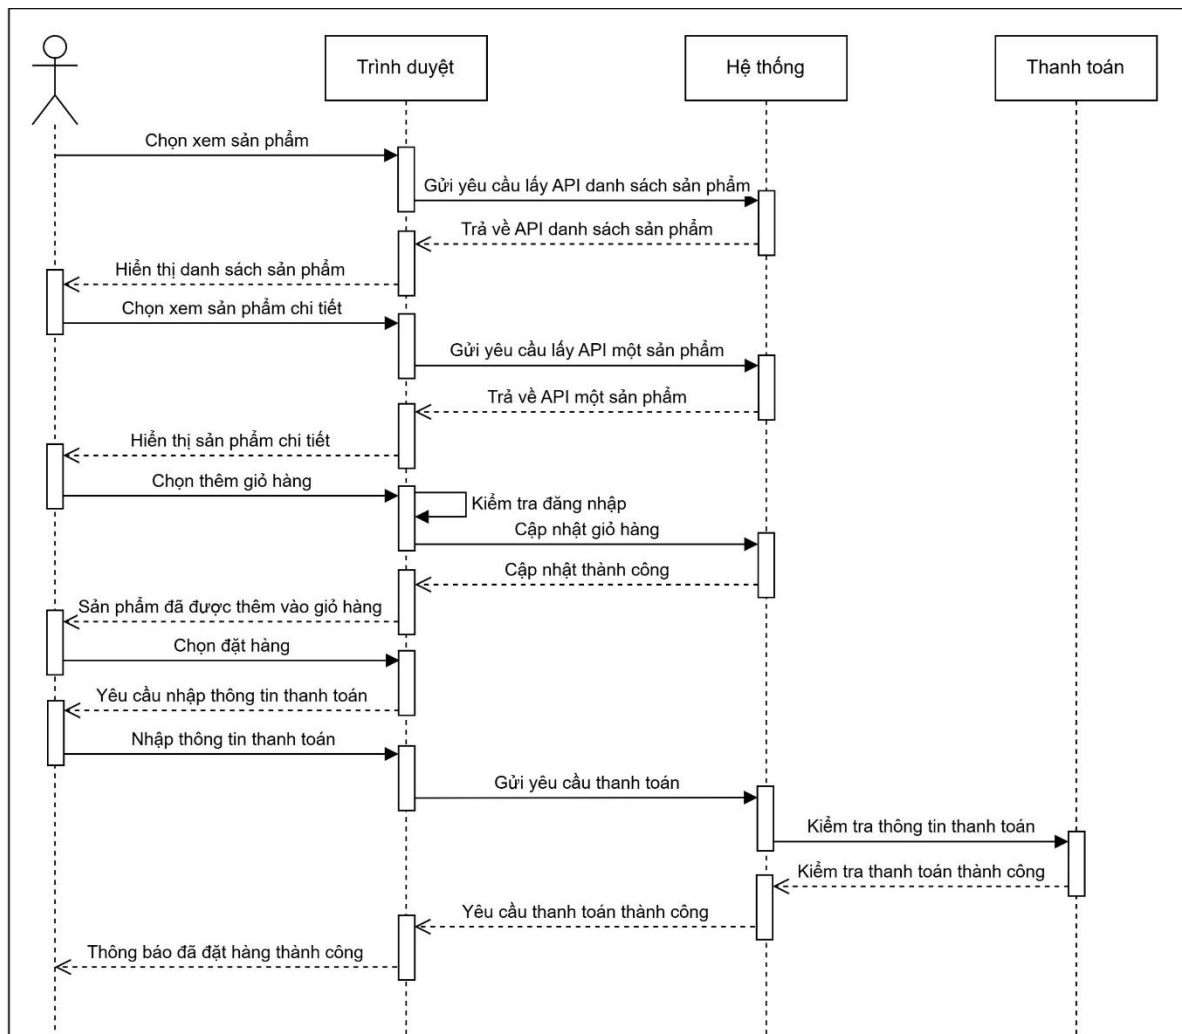 Trình duyệt
Hệ thống
Thanh toán
Chọn xem sản phẩm
Gửi yêu cầu lấy API danh sách sản phẩm
Trả về API danh sách sản phẩm
Hiển thị danh sách sản phẩm
Chọn xem sản phẩm chi tiết
Gửi yêu cầu lấy API một sản phẩm
Trả về API một sản phẩm
Hiển thị sản phẩm chi tiết
Chọn thêm giỏ hàng
Kiểm tra đăng nhập
Cập nhật giỏ hàng
Cập nhật thành công
Sản phẩm đã được thêm vào giỏ hàng
Chọn đặt hàng
Yêu cầu nhập thông tin thanh toán
Nhập thông tin thanh toán
Gửi yêu cầu thanh toán
Kiểm tra thông tin thanh toán
Kiểm tra thanh toán thành công
Yêu cầu thanh toán thành công
Thông báo đã đặt hàng thành công